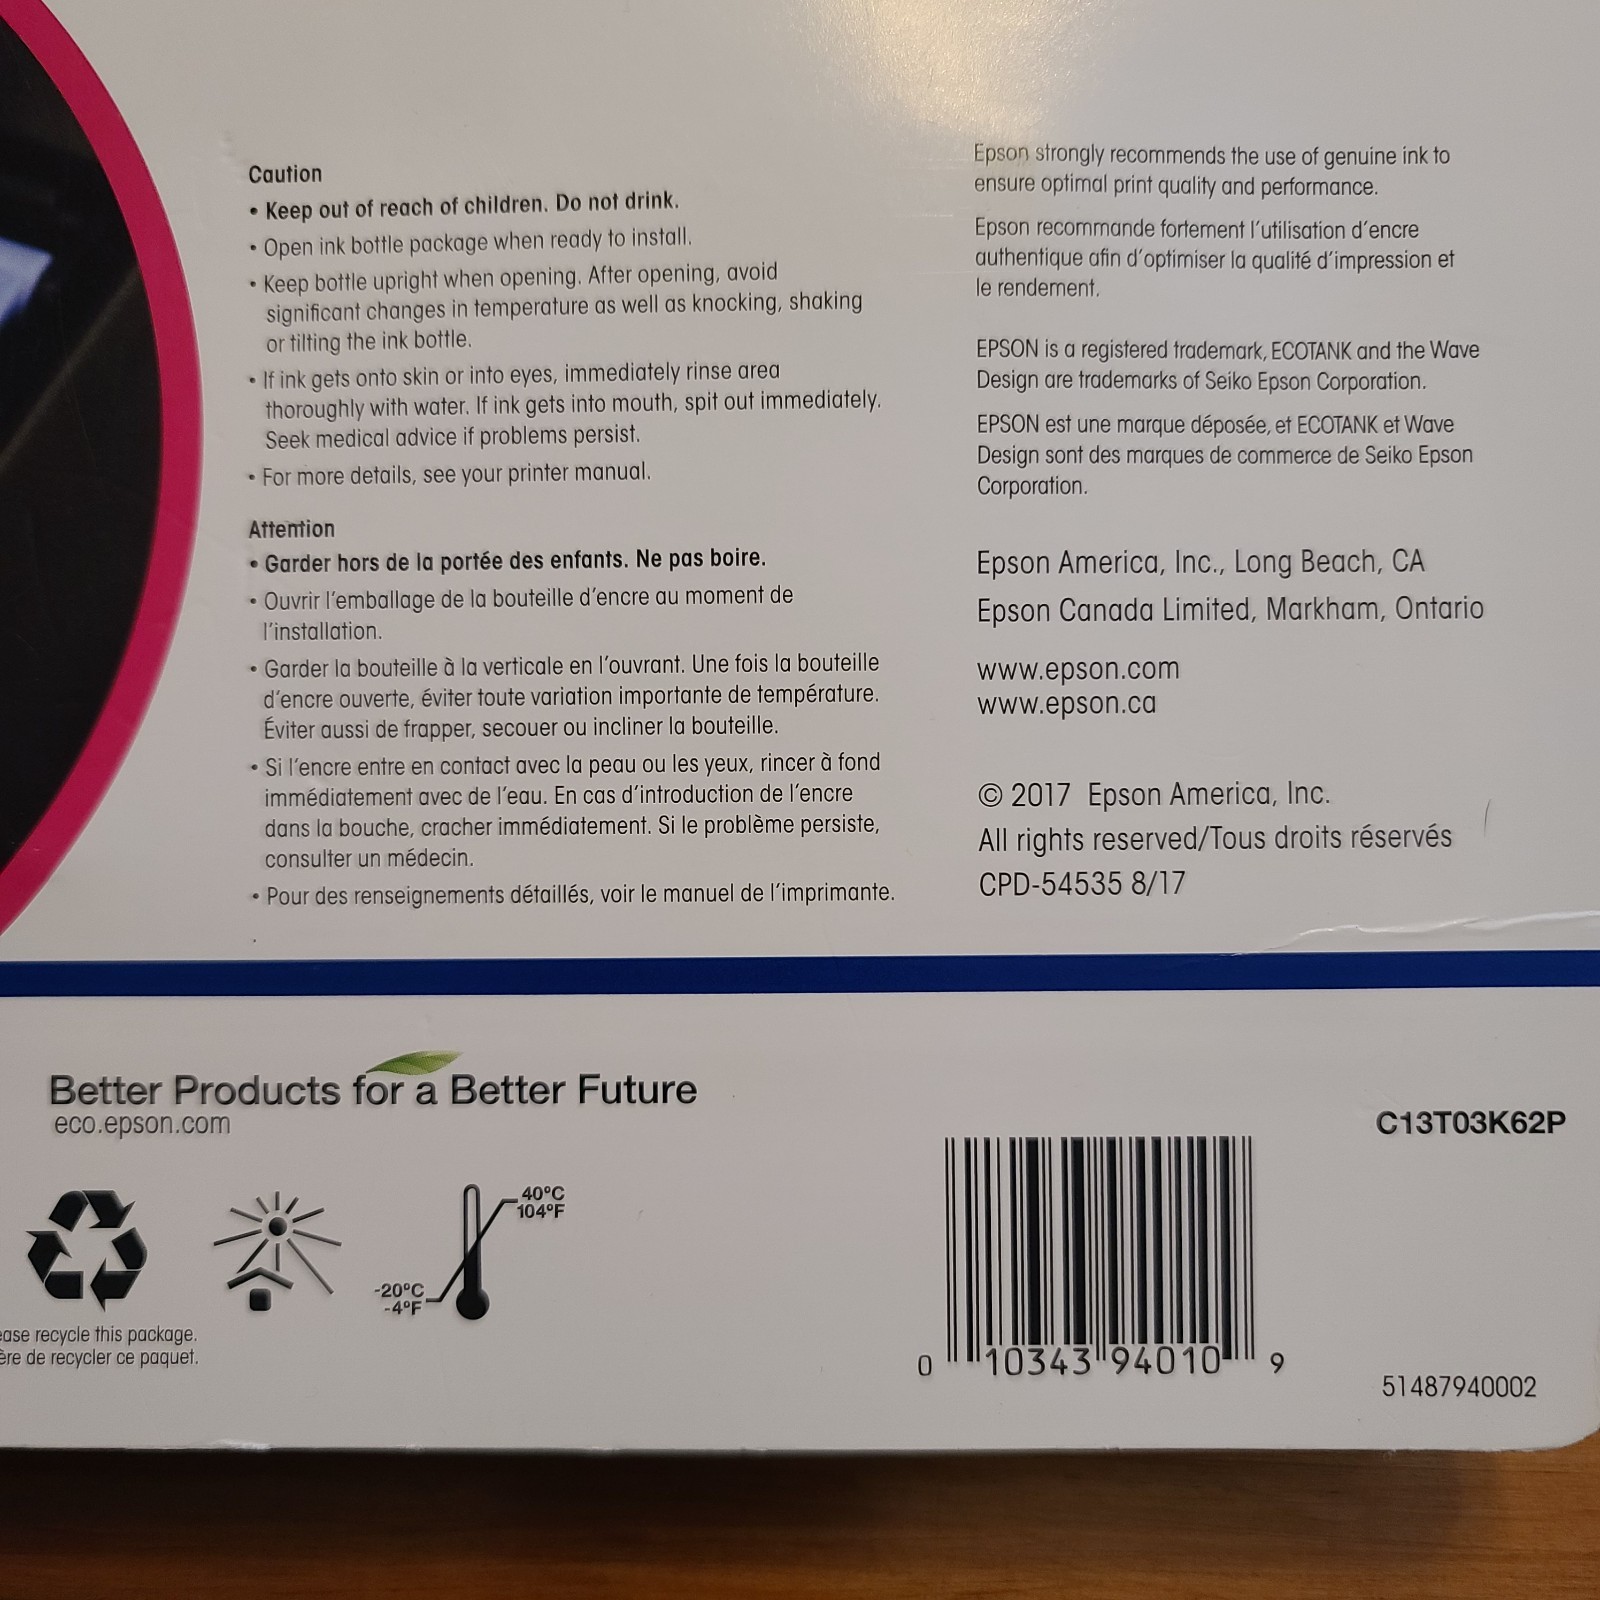 Caution
• Keep out of reach of children. Do not drink.
• Open ink bottle package when ready to install.
• Keep bottle upright when opening. After opening, avoid
significant changes in temperature as well as knocking, shaking
or tilting the ink bottle.
• If ink gets onto skin or into eyes, immediately rinse area
thoroughly with water. If ink gets into mouth, spit out immediately.
Seek medical advice if problems persist.
• For more details, see your printer manual.
Attention
• Garder hors de la portée des enfants. Ne pas boire.
• Ouvrir l'emballage de la bouteille d'encre au moment de
l'installation.
• Garder la bouteille à la verticale en l'ouvrant. Une fois la bouteille
d'encre ouverte, éviter toute variation importante de température.
Éviter aussi de frapper, secouer ou incliner la bouteille.
• Si l'encre entre en contact avec la peau ou les yeux, rincer à fond
immédiatement avec de l'eau. En cas d'introduction de l'encre
dans la bouche, cracher immédiatement. Si le problème persiste,
consulter un médecin.
• Pour des renseignements détaillés, voir le manuel de l'imprimante.
Epson strongly recommends the use of genuine ink to
ensure optimal print quality and performance.
Epson recommande fortement l'utilisation d'encre
authentique afin d'optimiser la qualité d'impression et
le rendement.
EPSON is a registered trademark, ECOTANK and the Wave
Design are trademarks of Seiko Epson Corporation.
EPSON est une marque déposée, et ECOTANK et Wave
Design sont des marques de commerce de Seiko Epson
Corporation.
Epson America, Inc., Long Beach, CA
Epson Canada Limited, Markham, Ontario
www.epson.com
www.epson.ca
© 2017 Epson America, Inc.
All rights reserved/Tous droits réservés
CPD-54535 8/17
Better Products for a Better Future
eco.epson.com
40°C
104°F
-20°C
-4°F
recycle this package.
de recycler ce paquet.
C13T03K62P
0 10343 94010 9
51487940002